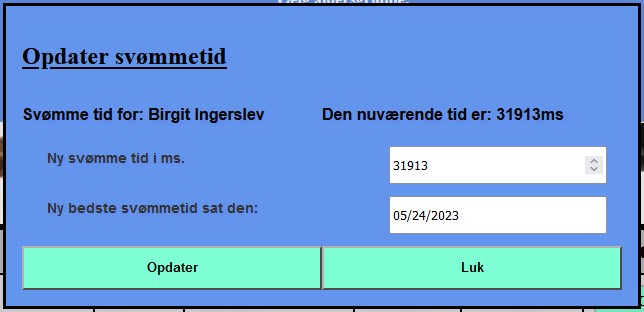 Opdater svømmetid
Svømme tid for: Birgit Ingerslev
Den nuværende tid er: 31913ms
Ny svømme tid i ms.
31913
Ny bedste svømmetid sat den:
05/24/2023
Opdater
Luk